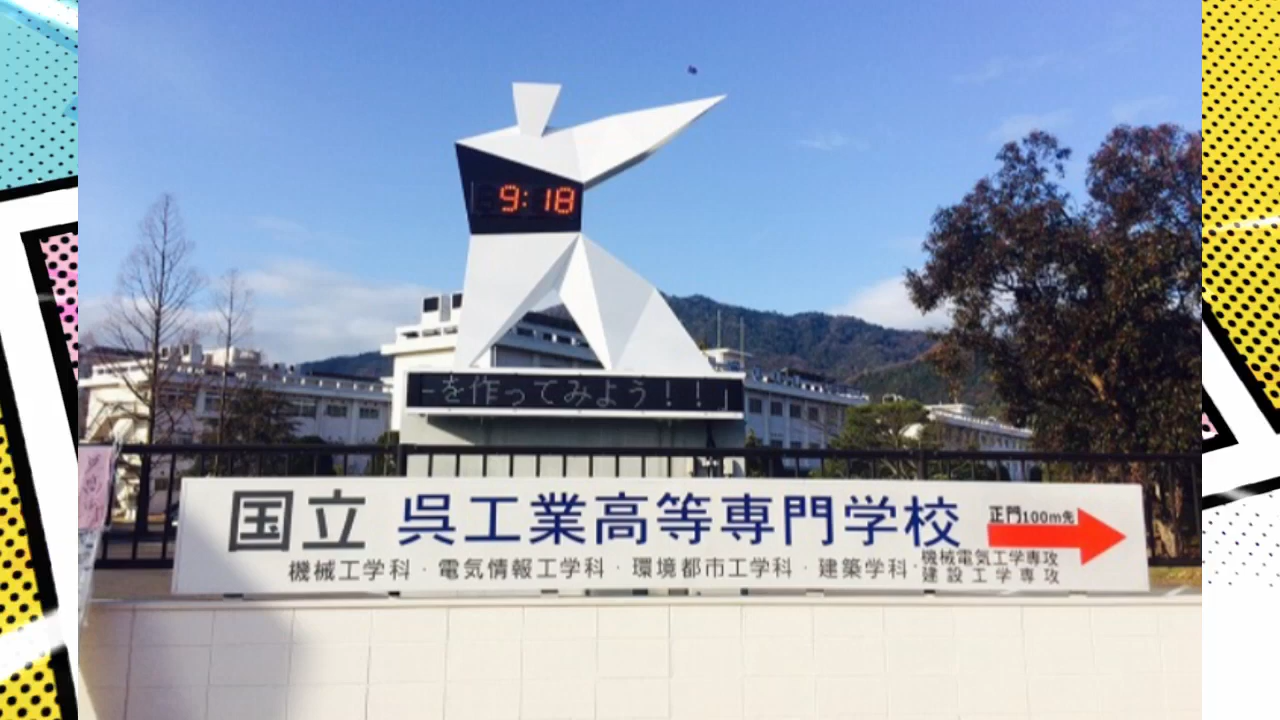 9:18
ーを作ってみよう！！」
国立 呉工業高等専門学校
正門100m先
機械工学科・電気情報工学科・環境都市工学科・建築学科・
機械電気工学専攻
建設工学専攻